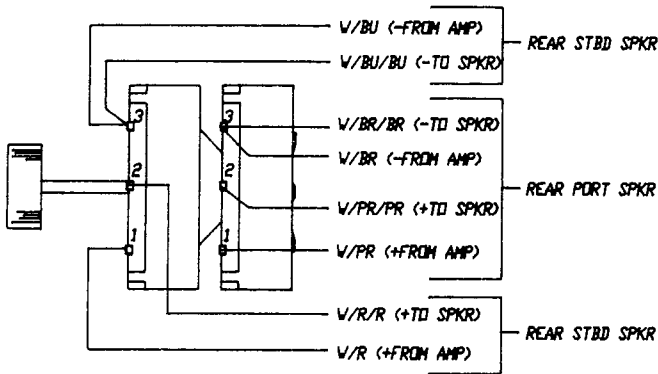 W/BU (-FROM AMP)
REAR STBD SPKR
W/BU/BU (-TO SPKR)
3
3
W/BR/BR (-TO SPKR)
W/BR (-FROM AMP)
2
2
REAR PORT SPKR
W/PR/PR (+TO SPKR)
1
1
W/PR (+FROM AMP)
W/R/R (+TO SPKR)
REAR STBD SPKR
W/R (+FROM AMP)